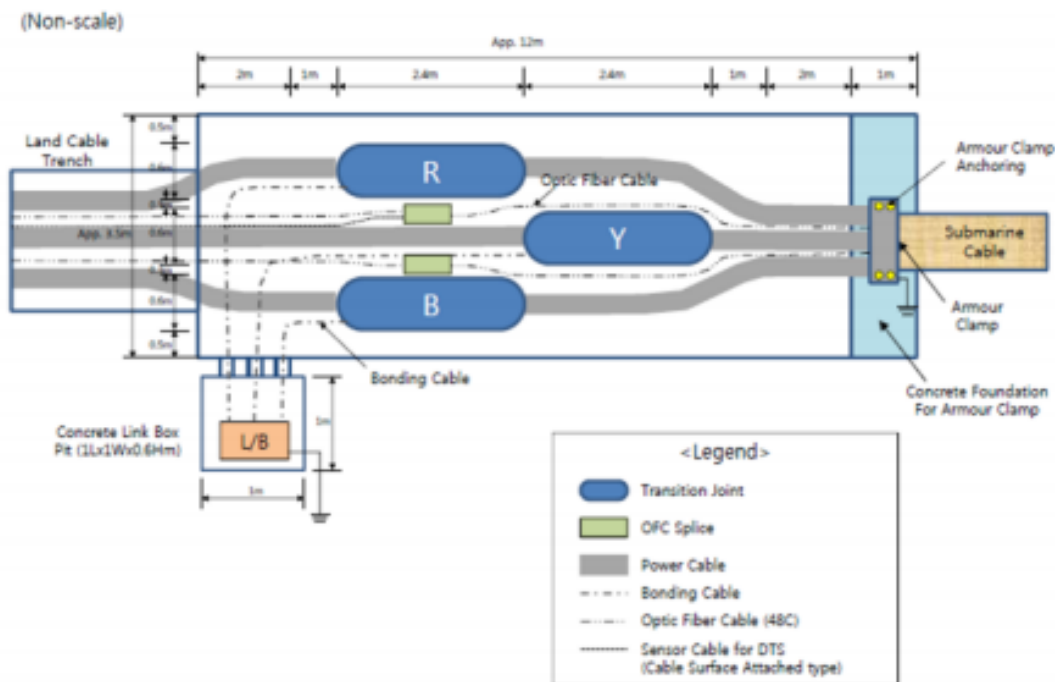 (Non-scale)
App. 12m
2m
1m
2.4m
2.4m
1m
2m
1m
0.5m
Land Cable
Trench
0.6m
R
Optic Fiber Cable
Armour Clamp
Anchoring
App. 3.5m
0.6m
Y
Submarine
Cable
0.6m
B
Armour
Clamp
0.5m
Bonding Cable
Concrete Foundation
For Armour Clamp
Concrete Link Box
Pit (1Lx1Wx0.6Hm)
L/B
1m
1m
<Legend>
Transition Joint
OFC Splice
Power Cable
Bonding Cable
Optic Fiber Cable (48C)
Sensor Cable for DTS
(Cable Surface Attached type)